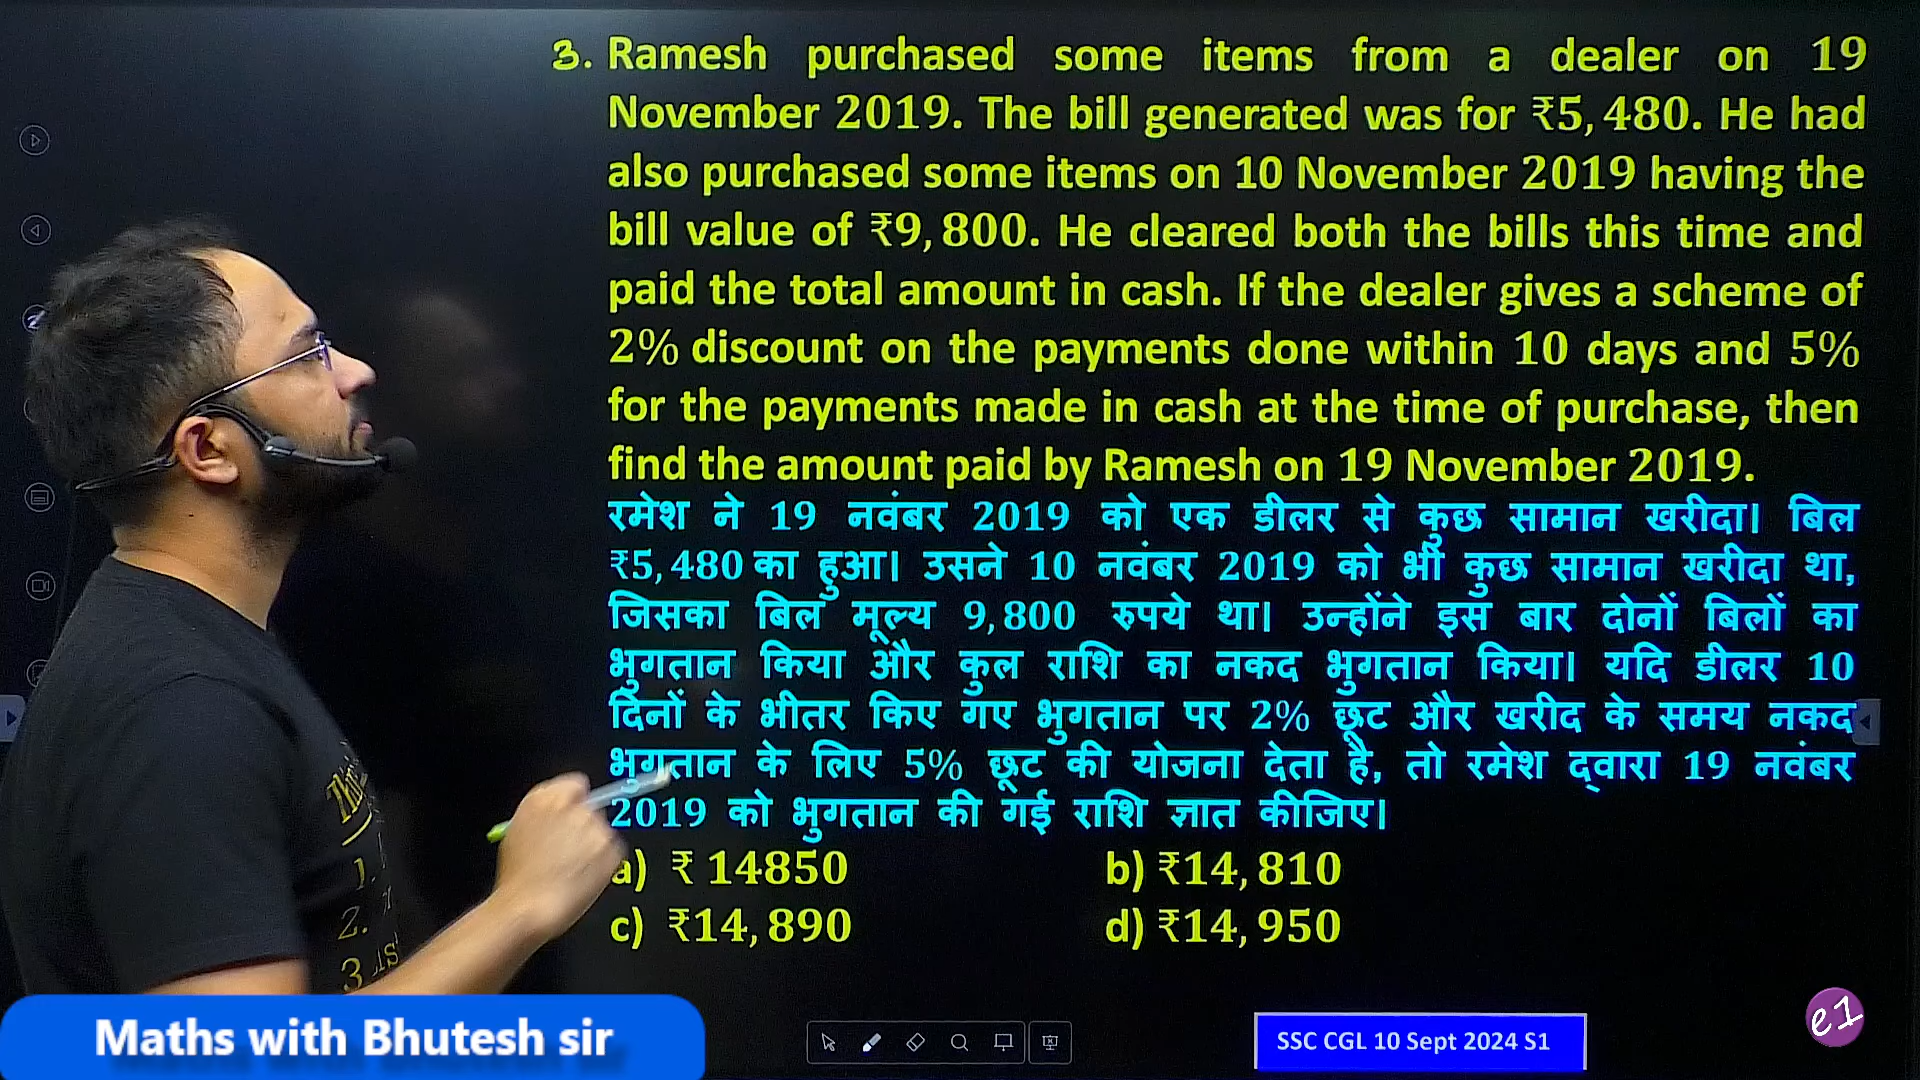 3. Ramesh purchased some items from a dealer on 19
November 2019. The bill generated was for ₹5,480. He had
also purchased some items on 10 November 2019 having the
bill value of ₹9,800. He cleared both the bills this time and
paid the total amount in cash. If the dealer gives a scheme of
2% discount on the payments done within 10 days and 5%
for the payments made in cash at the time of purchase, then
find the amount paid by Ramesh on 19 November 2019.
रमेश ने 19 नवंबर 2019 को एक डीलर से कुछ सामान खरीदा। बिल
₹5,480 का हुआ। उसने 10 नवंबर 2019 को भी कुछ सामान खरीदा था,
जिसका बिल मूल्य 9,800 रुपये था। उन्होंने इस बार दोनों बिलों का
भुगतान किया और कुल राशि का नकद भुगतान किया। यदि डीलर 10
दिनों के भीतर किए गए भुगतान पर 2% छूट और खरीद के समय नकद
भुगतान के लिए 5% छूट की योजना देता है, तो रमेश द्वारा 19 नवंबर
2019 को भुगतान की गई राशि ज्ञात कीजिए।
a) ₹ 14850 b) ₹14,810
c) ₹14,890 d) ₹14,950
1.
2.
3
Maths with Bhutesh sir
SSC CGL 10 Sept 2024 S1
e1